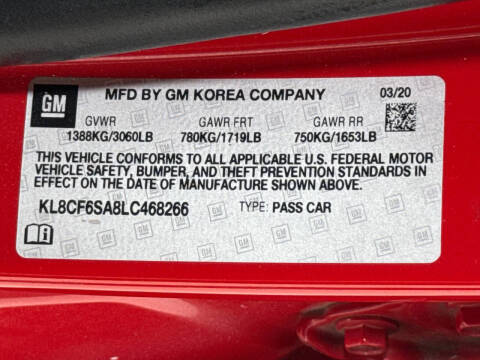 GM MFD BY GM KOREA COMPANY 03/20
GVWR GAWR FRT GAWR RR
1388KG/3060LB 780KG/1719LB 750KG/1653LB
THIS VEHICLE CONFORMS TO ALL APPLICABLE U.S. FEDERAL MOTOR
VEHICLE SAFETY, BUMPER, AND THEFT PREVENTION STANDARDS IN
EFFECT ON THE DATE OF MANUFACTURE SHOWN ABOVE.
KL8CF6SA8LC468266 TYPE: PASS CAR